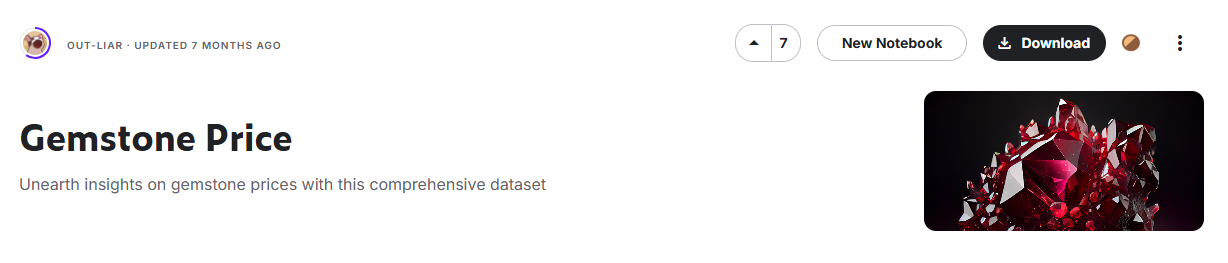 OUT-LIAR · UPDATED 7 MONTHS AGO
7
New Notebook
Download
Gemstone Price
Unearth insights on gemstone prices with this comprehensive dataset